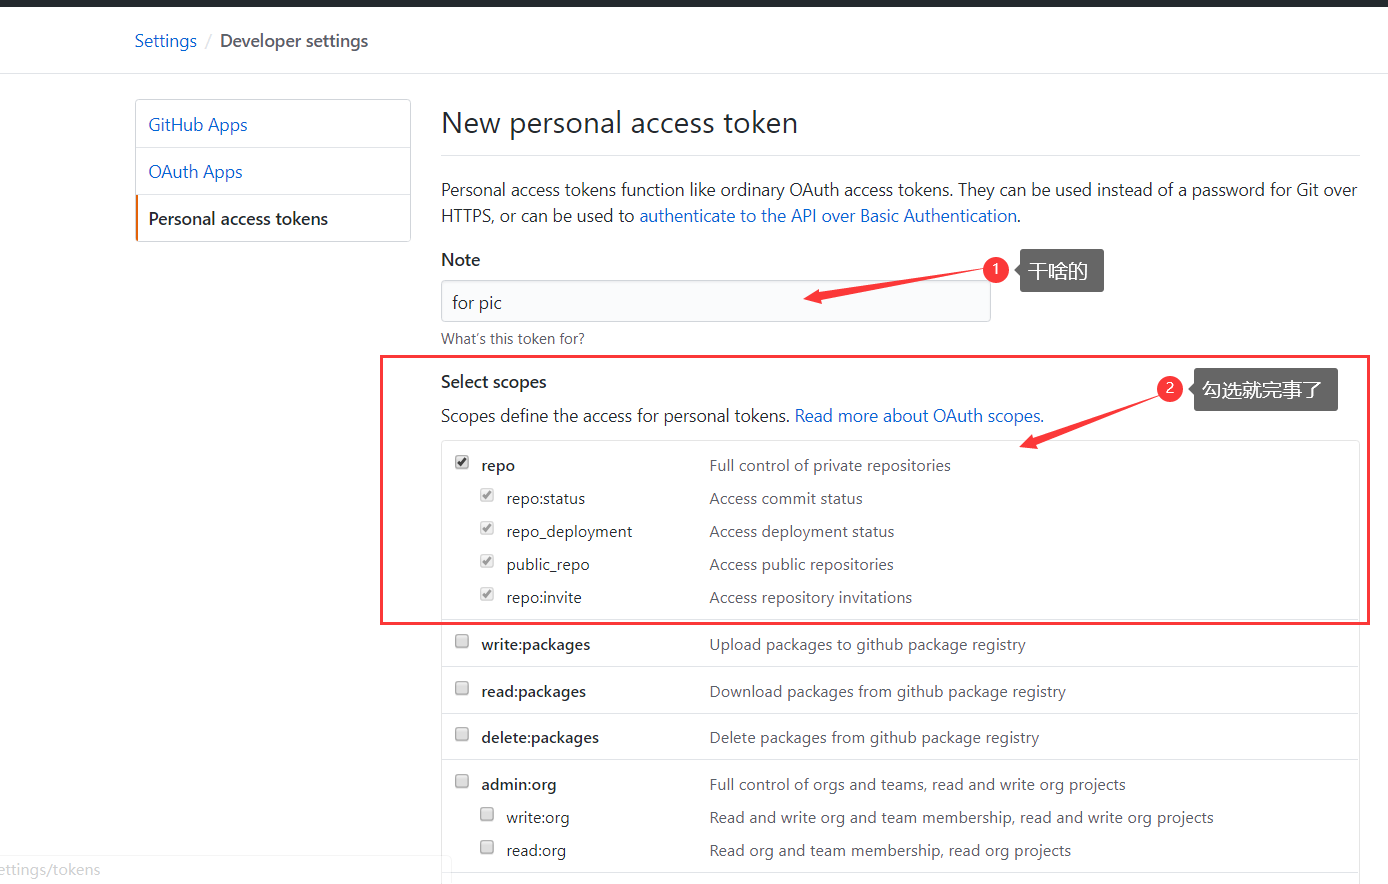 Settings / Developer settings
GitHub Apps
OAuth Apps
Personal access tokens
New personal access token
Personal access tokens function like ordinary OAuth access tokens. They can be used instead of a password for Git over
HTTPS, or can be used to authenticate to the API over Basic Authentication.
Note
1 干啥的
for pic
What's this token for?
Select scopes
2 勾选就完事了
Scopes define the access for personal tokens. Read more about OAuth scopes.
repo Full control of private repositories
repo:status Access commit status
repo_deployment Access deployment status
public_repo Access public repositories
repo:invite Access repository invitations
write:packages Upload packages to github package registry
read:packages Download packages from github package registry
delete:packages Delete packages from github package registry
admin:org Full control of orgs and teams, read and write org projects
write:org Read and write org and team membership, read and write org projects
read:org Read org and team membership, read org projects
ettings/tokens